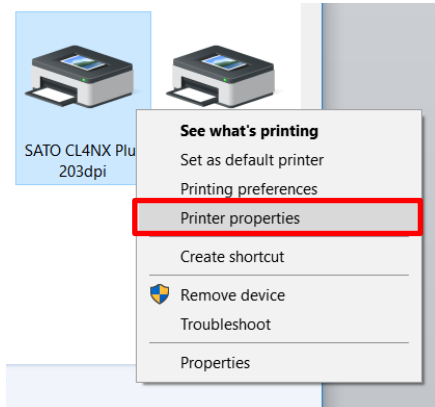 SATO CL4NX Plu
203dpi
See what's printing
Set as default printer
Printing preferences
Printer properties
Create shortcut
Remove device
Troubleshoot
Properties